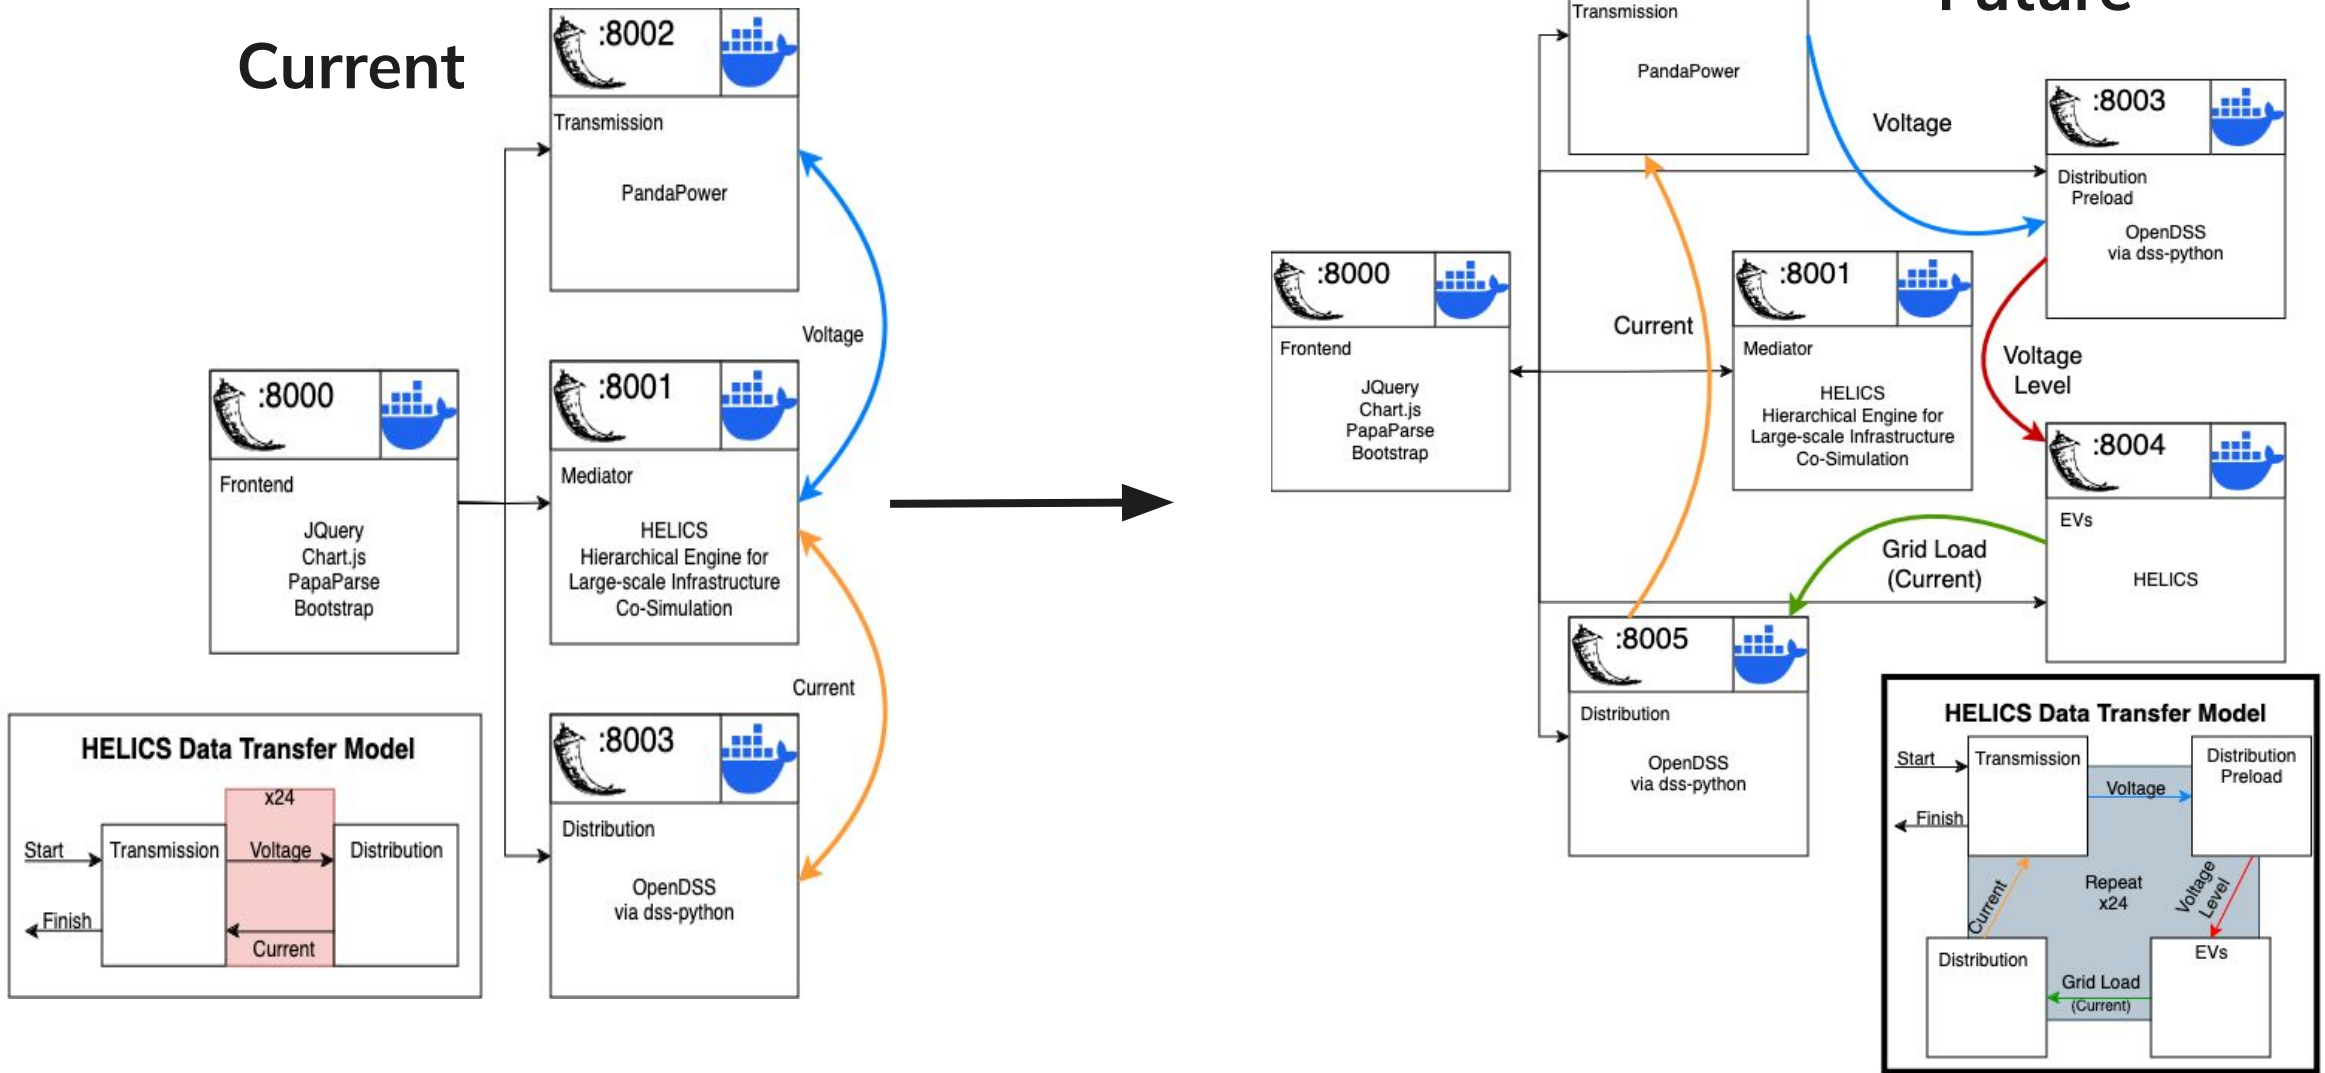 Current
:8002
Transmission
PandaPower
Voltage
:8000
Frontend
JQuery
Chart.js
PapaParse
Bootstrap
:8001
Mediator
HELICS
Hierarchical Engine for
Large-scale Infrastructure
Co-Simulation
Current
:8003
Distribution
OpenDSS
via dss-python
HELICS Data Transfer Model
x24
Start
Transmission
Voltage
Distribution
Finish
Current
Future
Transmission
PandaPower
Voltage
:8003
Distribution
Preload
OpenDSS
via dss-python
:8000
Frontend
JQuery
Chart.js
PapaParse
Bootstrap
Current
:8001
Mediator
HELICS
Hierarchical Engine for
Large-scale Infrastructure
Co-Simulation
Voltage
Level
:8004
EVs
HELICS
Grid Load
(Current)
:8005
Distribution
OpenDSS
via dss-python
HELICS Data Transfer Model
Start
Transmission
Distribution
Preload
Voltage
Finish
Repeat
x24
Current
Voltage
Level
Distribution
EVs
Grid Load
(Current)